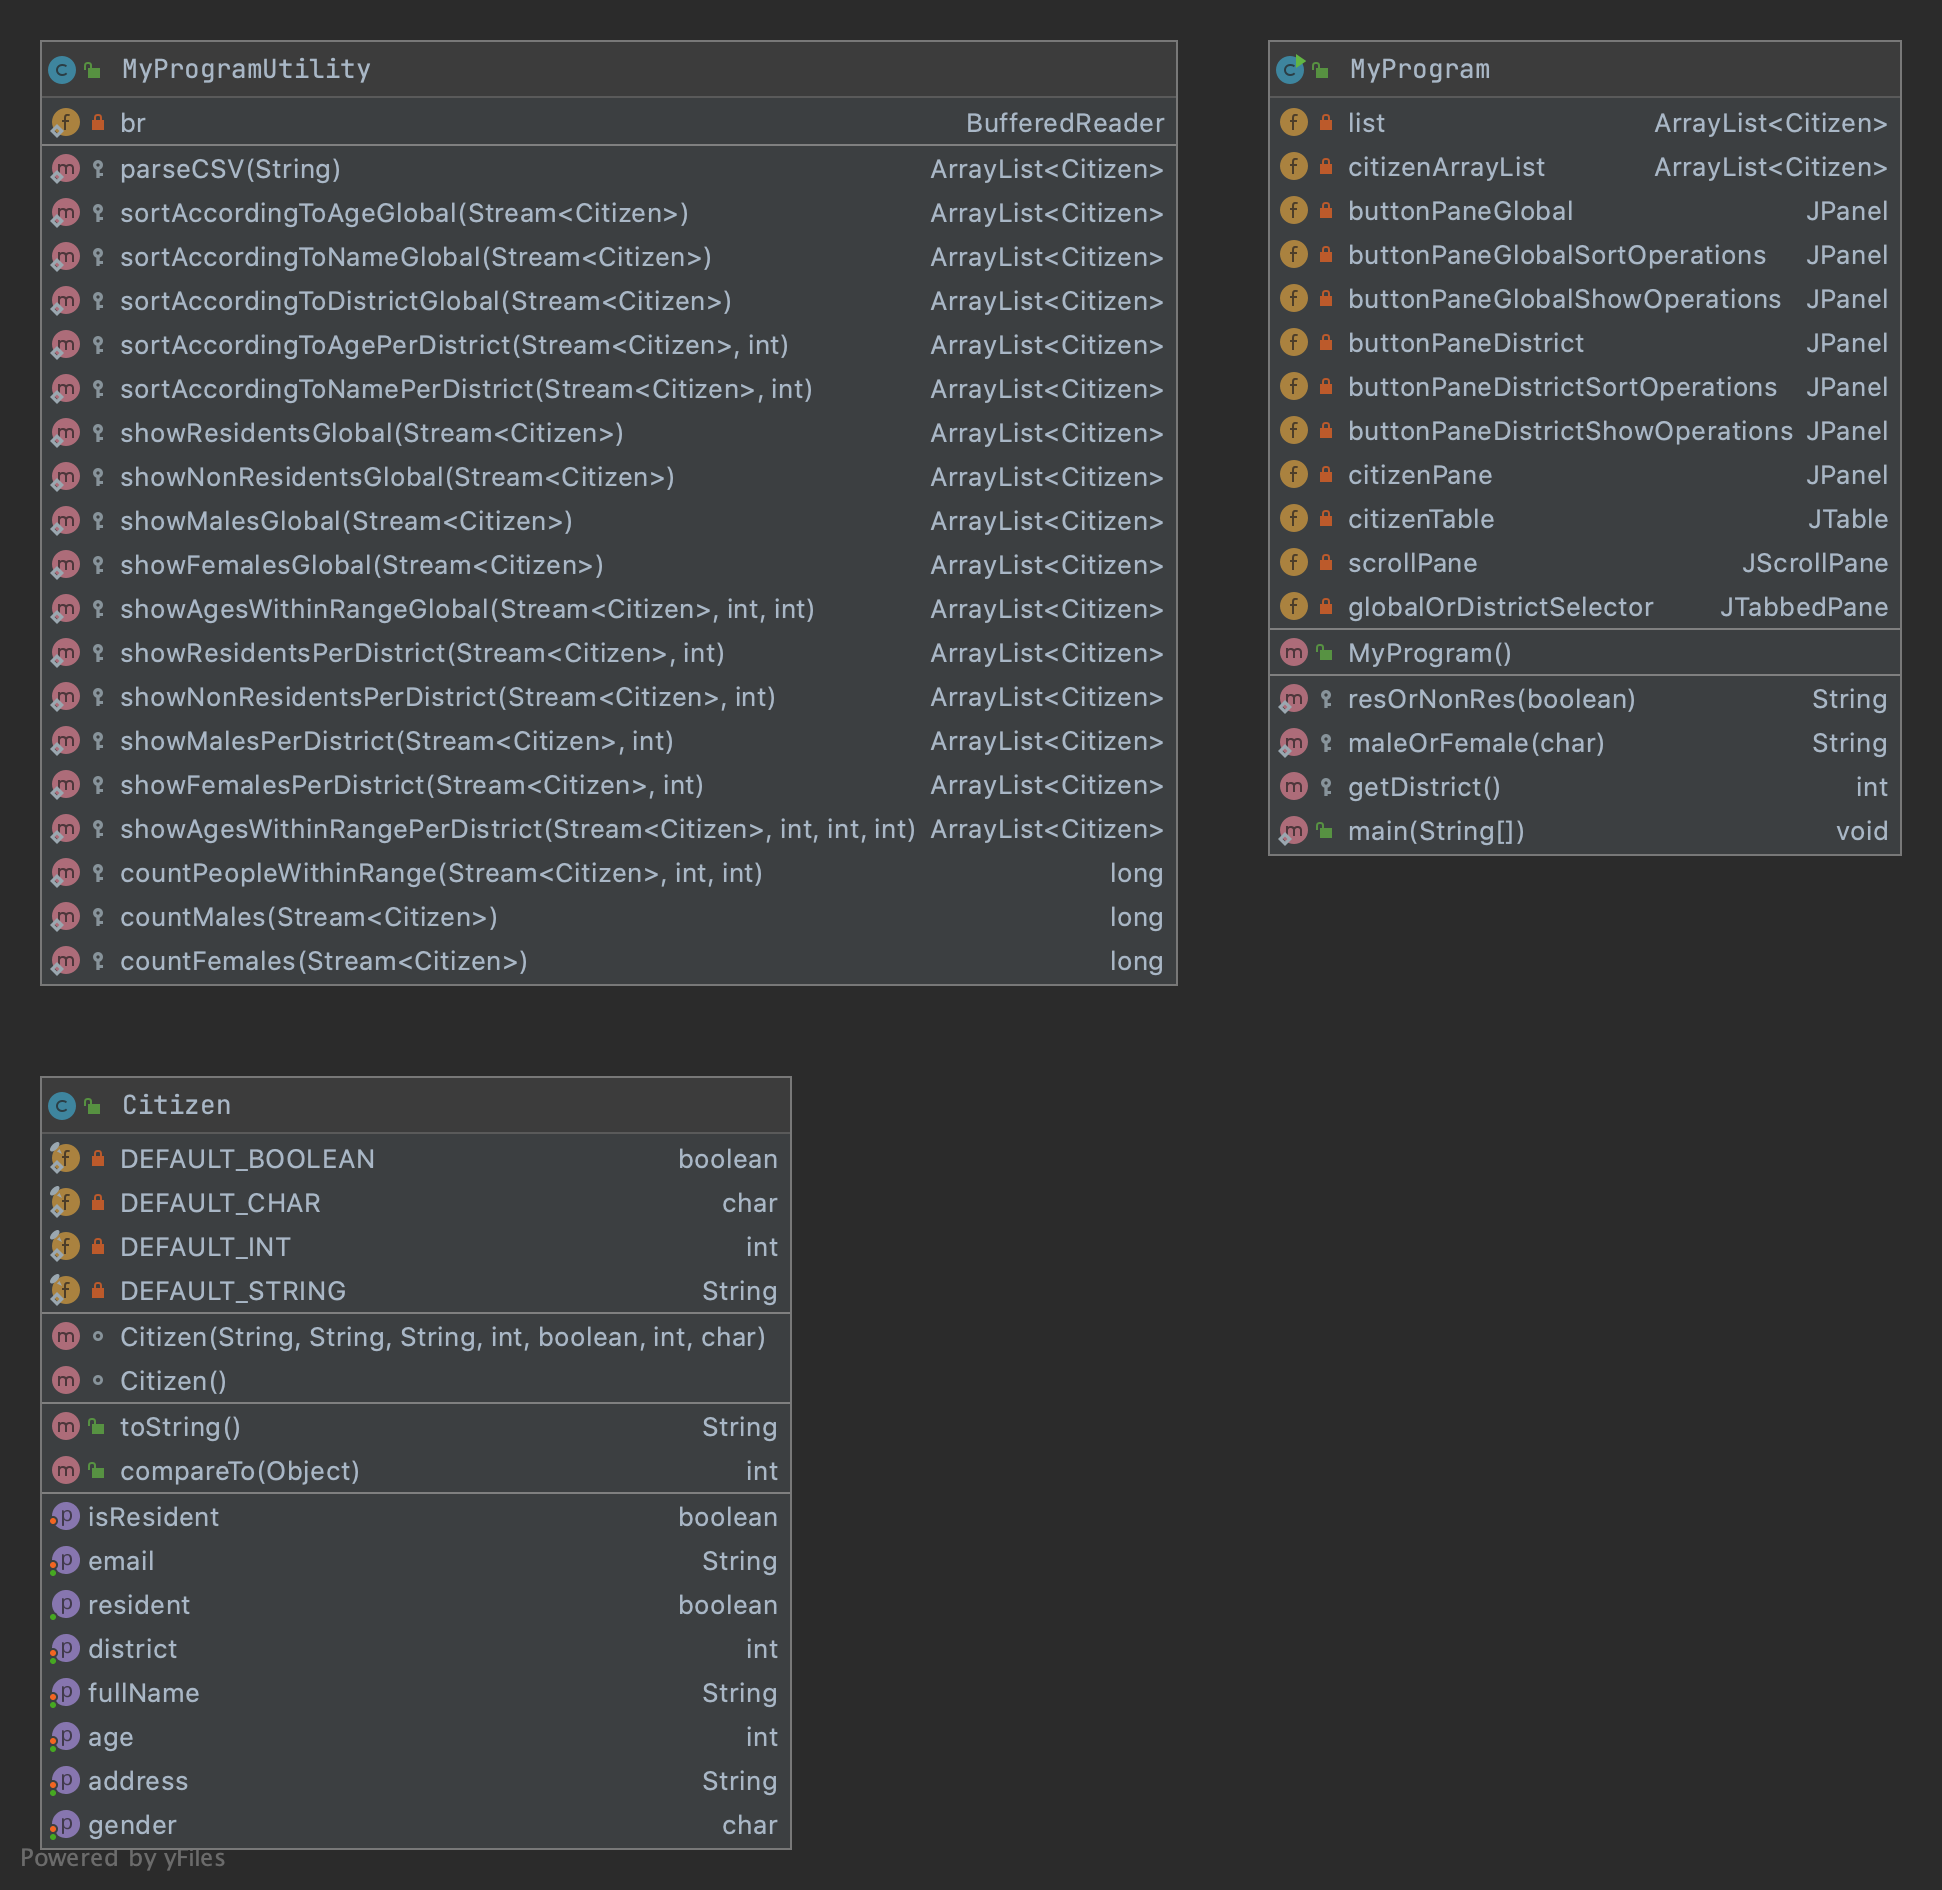 MyProgramUtility
br BufferedReader
parseCSV(String) ArrayList<Citizen>
sortAccordingToAgeGlobal(Stream<Citizen>) ArrayList<Citizen>
sortAccordingToNameGlobal(Stream<Citizen>) ArrayList<Citizen>
sortAccordingToDistrictGlobal(Stream<Citizen>) ArrayList<Citizen>
sortAccordingToAgePerDistrict(Stream<Citizen>, int) ArrayList<Citizen>
sortAccordingToNamePerDistrict(Stream<Citizen>, int) ArrayList<Citizen>
showResidentsGlobal(Stream<Citizen>) ArrayList<Citizen>
showNonResidentsGlobal(Stream<Citizen>) ArrayList<Citizen>
showMalesGlobal(Stream<Citizen>) ArrayList<Citizen>
showFemalesGlobal(Stream<Citizen>) ArrayList<Citizen>
showAgesWithinRangeGlobal(Stream<Citizen>, int, int) ArrayList<Citizen>
showResidentsPerDistrict(Stream<Citizen>, int) ArrayList<Citizen>
showNonResidentsPerDistrict(Stream<Citizen>, int) ArrayList<Citizen>
showMalesPerDistrict(Stream<Citizen>, int) ArrayList<Citizen>
showFemalesPerDistrict(Stream<Citizen>, int) ArrayList<Citizen>
showAgesWithinRangePerDistrict(Stream<Citizen>, int, int, int) ArrayList<Citizen>
countPeopleWithinRange(Stream<Citizen>, int, int) long
countMales(Stream<Citizen>) long
countFemales(Stream<Citizen>) long
MyProgram
list ArrayList<Citizen>
citizenArrayList ArrayList<Citizen>
buttonPaneGlobal JPanel
buttonPaneGlobalSortOperations JPanel
buttonPaneGlobalShowOperations JPanel
buttonPaneDistrict JPanel
buttonPaneDistrictSortOperations JPanel
buttonPaneDistrictShowOperations JPanel
citizenPane JPanel
citizenTable JTable
scrollPane JScrollPane
globalOrDistrictSelector JTabbedPane
MyProgram()
resOrNonRes(boolean) String
maleOrFemale(char) String
getDistrict() int
main(String[]) void
Citizen
DEFAULT_BOOLEAN boolean
DEFAULT_CHAR char
DEFAULT_INT int
DEFAULT_STRING String
Citizen(String, String, String, int, boolean, int, char)
Citizen()
toString() String
compareTo(Object) int
isResident boolean
email String
resident boolean
district int
fullName String
age int
address String
gender char
Powered by yFiles